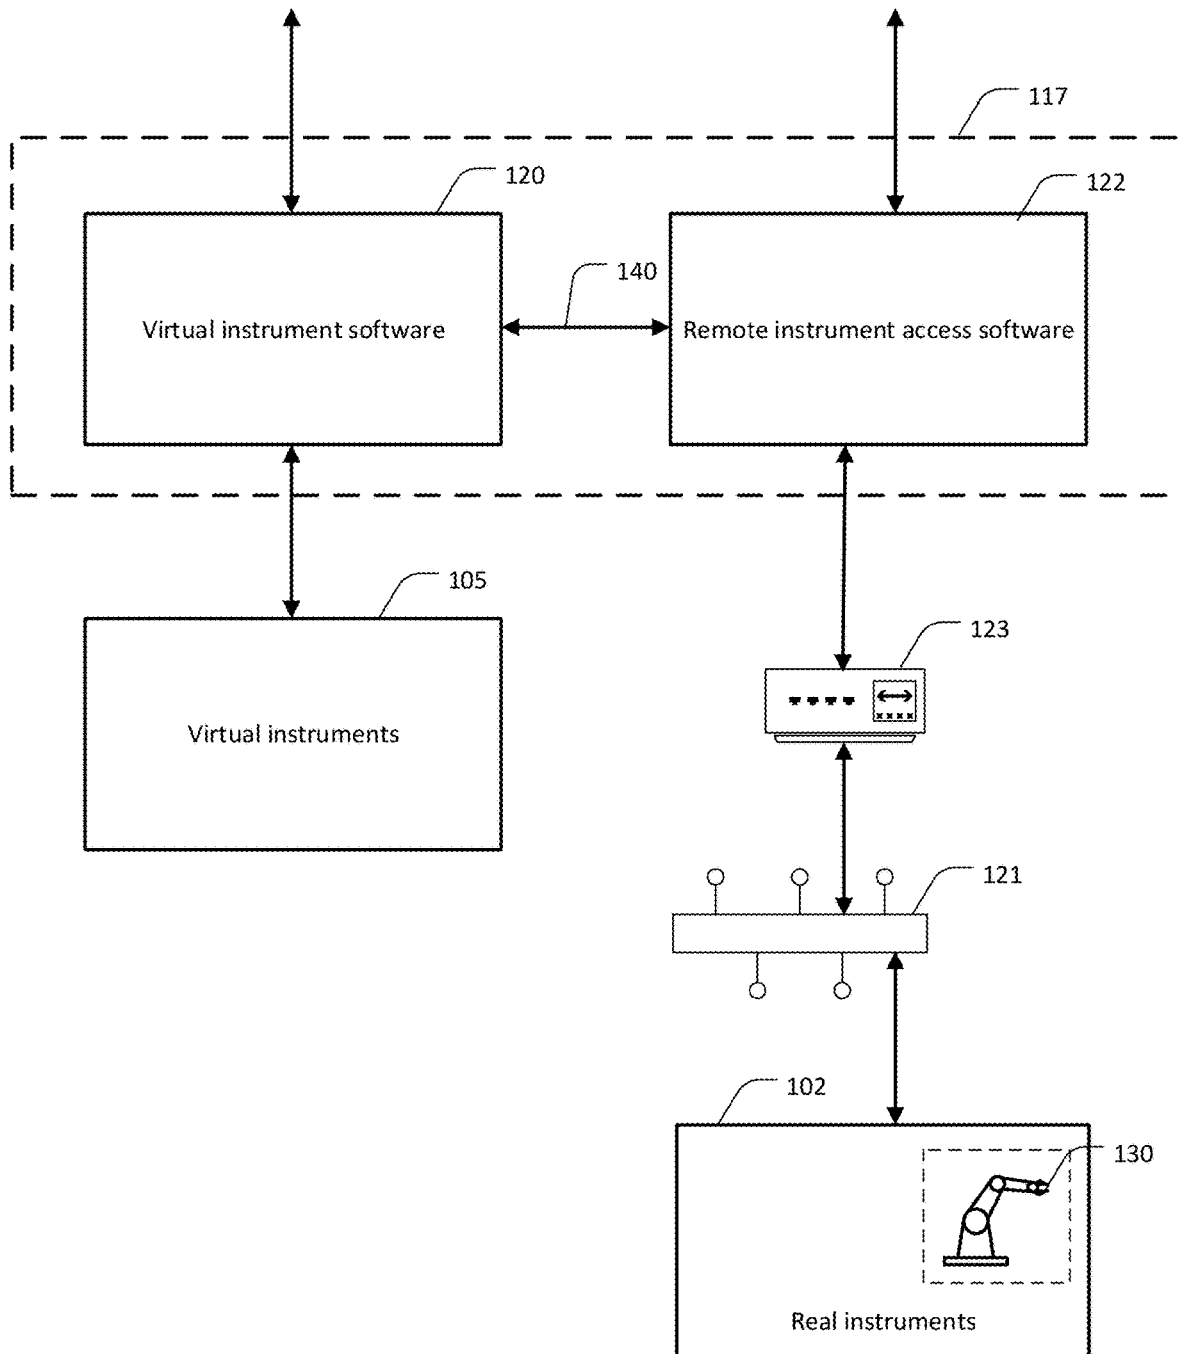 117
120
122
140
Virtual instrument software
Remote instrument access software
105
123
Virtual instruments
121
102
130
Real instruments